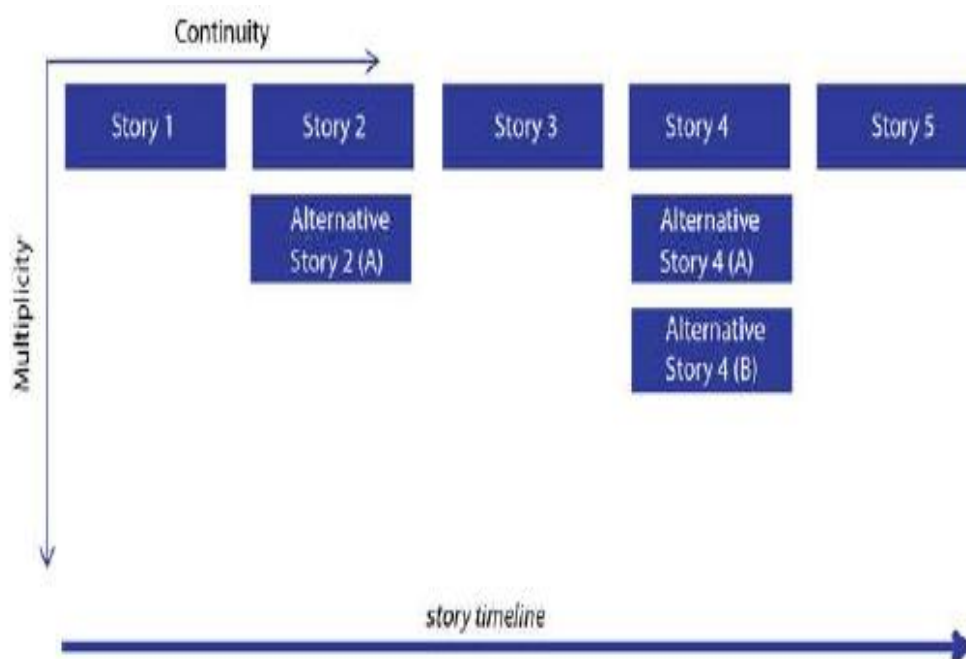 Continuity
Story 1
Story 2
Story 3
Story 4
Story 5
Alternative
Story 2 (A)
Alternative
Story 4 (A)
Alternative
Story 4 (B)
Multiplicity
story timeline